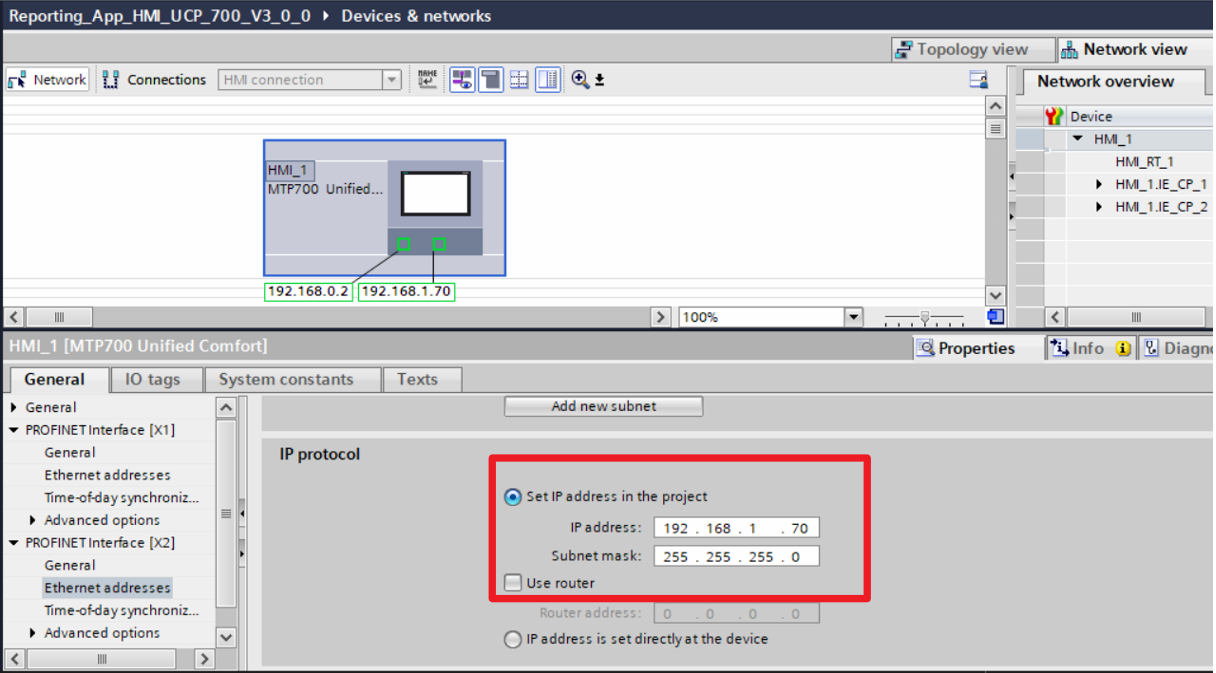 Reporting_App_HMI_UCP_700_V3_0_0 ▸ Devices & networks
Topology view
Network view
Network
Connections
HMI connection
NAME
Network overview
Device
HMI_1
HMI_RT_1
HMI_1.IE_CP_1
HMI_1.IE_CP_2
HMI_1
MTP700 Unified...
192.168.0.2
192.168.1.70
100%
HMI_1 [MTP700 Unified Comfort]
Properties
Info
Diagno
General
IO tags
System constants
Texts
General
PROFINET Interface [X1]
General
Ethernet addresses
Time-of-day synchroniz...
Advanced options
PROFINET Interface [X2]
General
Ethernet addresses
Time-of-day synchroniz...
Advanced options
Add new subnet
IP protocol
Set IP address in the project
IP address: 192 . 168 . 1 . 70
Subnet mask: 255 . 255 . 255 . 0
Use router
Router address: 0 . 0 . 0 . 0
IP address is set directly at the device